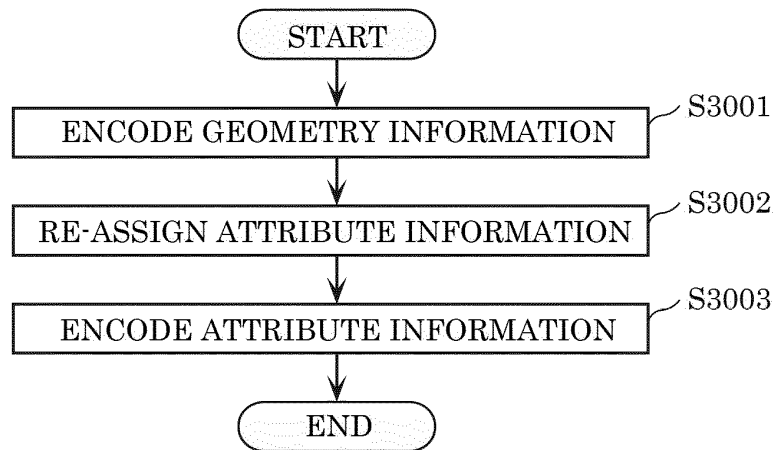 START
ENCODE GEOMETRY INFORMATION
S3001
RE-ASSIGN ATTRIBUTE INFORMATION
S3002
ENCODE ATTRIBUTE INFORMATION
S3003
END